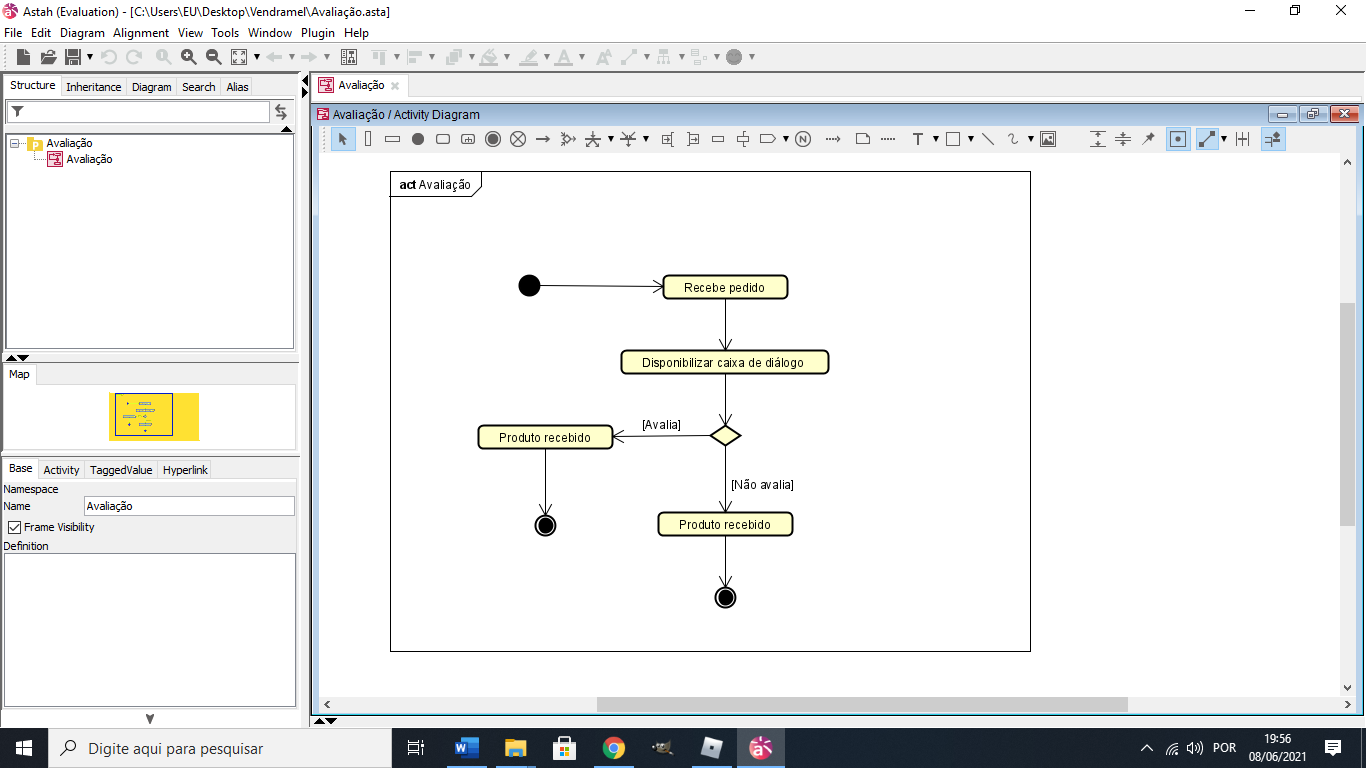 Astah (Evaluation) - [C:\Users\EU\Desktop\Vendramel\Avaliação.asta]
File Edit Diagram Alignment View Tools Window Plugin Help
Structure Inheritance Diagram Search Alias
Avaliação
Avaliação
Map
Base Activity TaggedValue Hyperlink
Namespace
Name Avaliação
Frame Visibility
Definition
Avaliação
Avaliação / Activity Diagram
act Avaliação
Recebe pedido
Disponibilizar caixa de diálogo
[Avalia]
Produto recebido
[Não avalia]
Produto recebido
Digite aqui para pesquisar
POR
19:56
08/06/2021